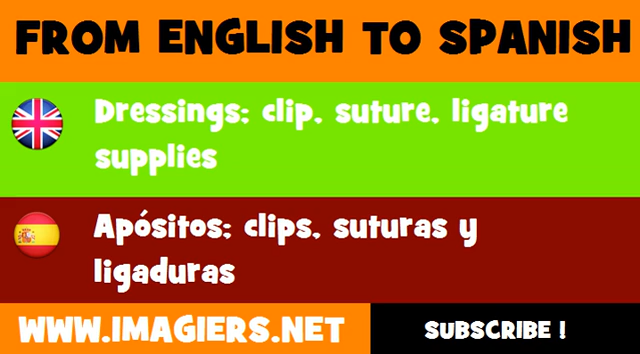 FROM ENGLISH TO SPANISH
Dressings; clip, suture, ligature
supplies
Apósitos; clips, suturas y
ligaduras
WWW.IMAGIERS.NET
SUBSCRIBE !